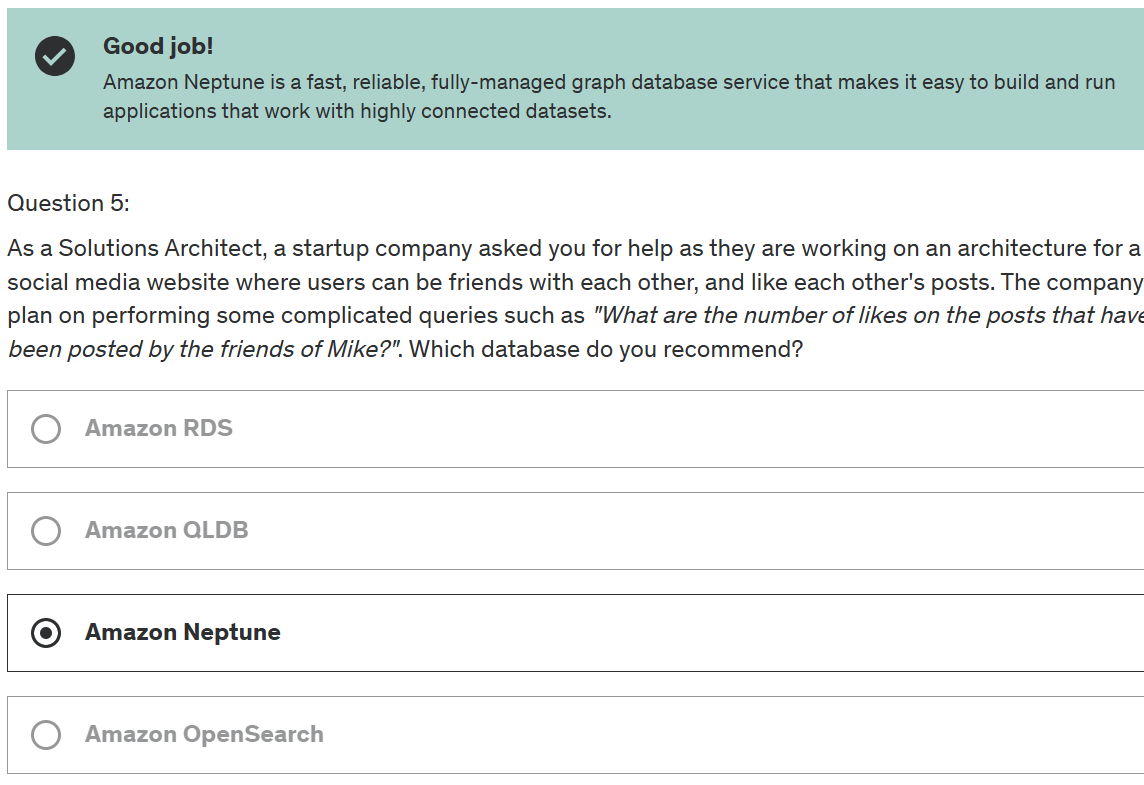 Good job!
Amazon Neptune is a fast, reliable, fully-managed graph database service that makes it easy to build and run
applications that work with highly connected datasets.
Question 5:
As a Solutions Architect, a startup company asked you for help as they are working on an architecture for a
social media website where users can be friends with each other, and like each other's posts. The company
plan on performing some complicated queries such as "What are the number of likes on the posts that have
been posted by the friends of Mike?". Which database do you recommend?
Amazon RDS
Amazon QLDB
Amazon Neptune
Amazon OpenSearch